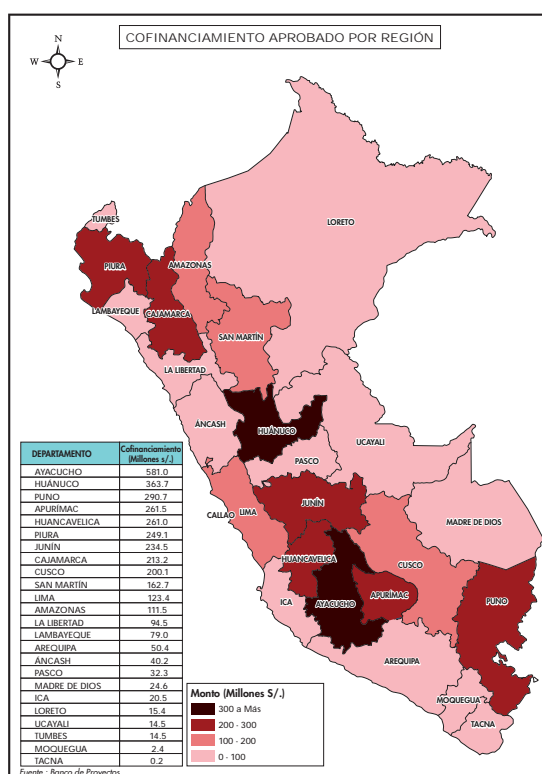 COFINANCIAMIENTO APROBADO POR REGIÓN
N
W E
S
LORETO
TUMBES
PIURA
AMAZONAS
LAMBAYEQUE
CAJAMARCA
SAN MARTÍN
LA LIBERTAD
ÁNCASH
HUÁNUCO
UCAYALI
PASCO
JUNÍN
CALLAO
LIMA
MADRE DE DIOS
HUANCAVELICA
CUSCO
ICA
AYACUCHO
APURÍMAC
PUNO
AREQUIPA
MOQUEGUA
TACNA
DEPARTAMENTO Cofinanciamiento
(Millones s/.)
AYACUCHO 581.0
HUÁNUCO 363.7
PUNO 290.7
APURÍMAC 261.5
HUANCAVELICA 261.0
PIURA 249.1
JUNÍN 234.5
CAJAMARCA 213.2
CUSCO 200.1
SAN MARTÍN 162.7
LIMA 123.4
AMAZONAS 111.5
LA LIBERTAD 94.5
LAMBAYEQUE 79.0
AREQUIPA 50.4
ÁNCASH 40.2
PASCO 32.3
MADRE DE DIOS 24.6
ICA 20.5
LORETO 15.4
UCAYALI 14.5
TUMBES 14.5
MOQUEGUA 2.4
TACNA 0.2
Fuente : Banco de Proyectos
Monto (Millones S/.)
300 a Más
200 - 300
100 - 200
0 - 100